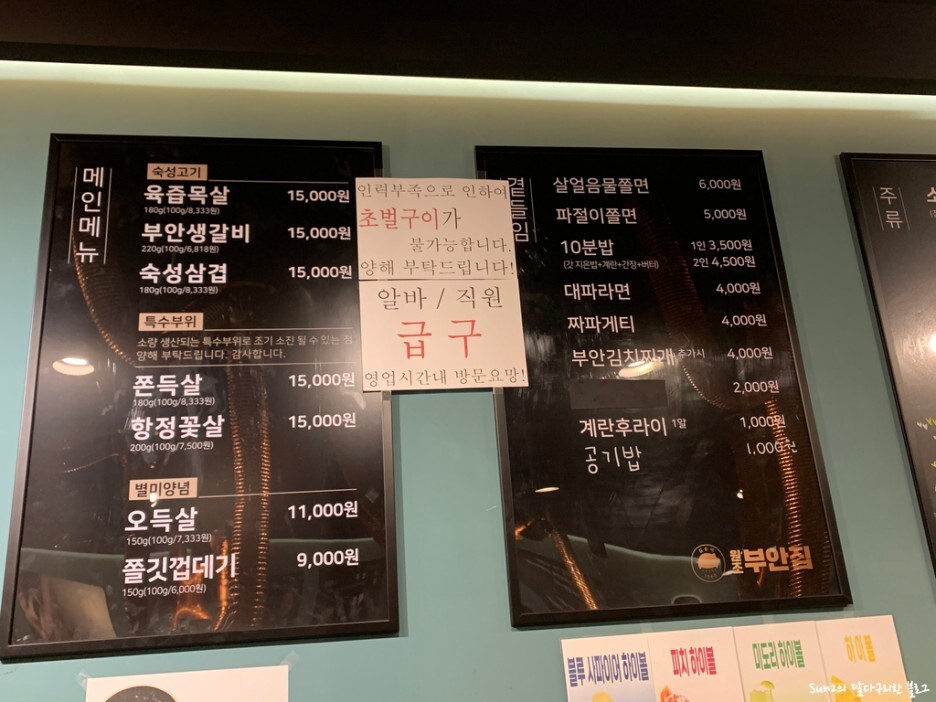 메인메뉴
숙성고기
육즙목살 15,000원
180g(100g/8,333원)
부안생갈비 15,000원
220g(100g/6,818원)
숙성삼겹 15,000원
180g(100g/8,333원)
특수부위
소량 생산되는 특수부위로 조기 소진 될 수 있는 점
양해 부탁드립니다. 감사합니다.
쫀득살 15,000원
180g(100g/8,333원)
항정꽃살 15,000원
200g(100g/7,500원)
별미양념
오득살 11,000원
150g(100g/7,333원)
쫄깃껍데기 9,000원
150g(100g/6,000원)
인력부족으로 인하여
초벌구이가
불가능합니다.
양해 부탁드립니다!
알바 / 직원
급구
영업시간내 방문요망!
곁들임
살얼음물쫄면 6,000원
파절이쫄면 5,000원
10분밥 1인 3,500원
(갓 지은밥+계란+간장+버터) 2인 4,500원
대파라면 4,000원
짜파게티 4,000원
부안김치찌개 추가시 4,000원
2,000원
계란후라이 1알 1,000원
공기밥 1,000원
부안집
주류
피치 하이볼
미도리 하이볼
하이볼